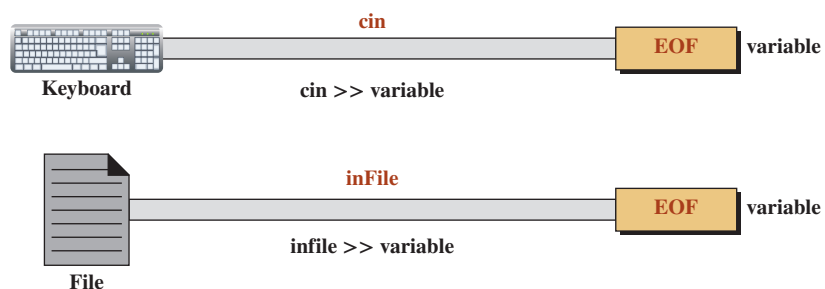 cin
EOF
variable
Keyboard
cin >> variable
inFile
EOF
variable
infile >> variable
File